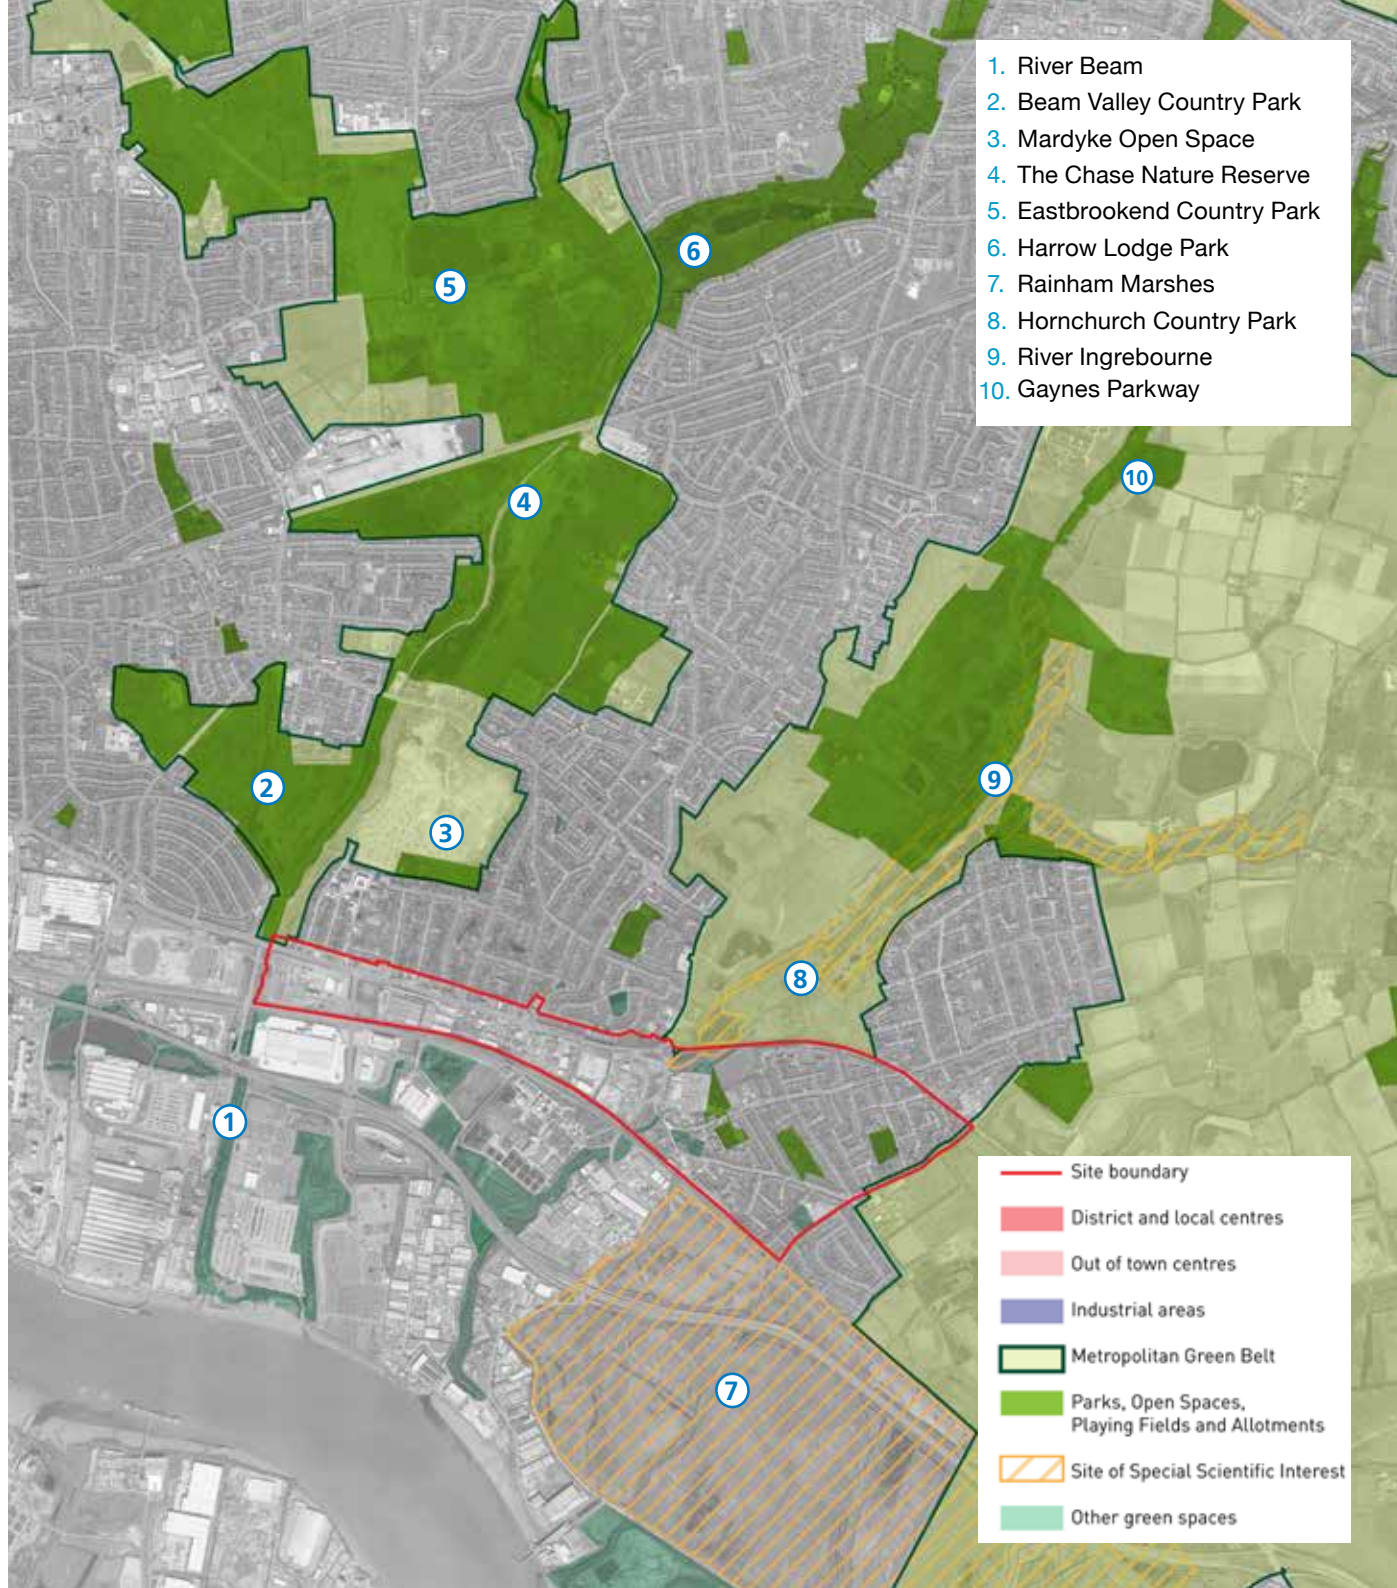 1. River Beam
2. Beam Valley Country Park
3. Mardyke Open Space
4. The Chase Nature Reserve
5. Eastbrookend Country Park
6. Harrow Lodge Park
7. Rainham Marshes
8. Hornchurch Country Park
9. River Ingrebourne
10. Gaynes Parkway
6
5
10
4
9
2
3
8
1
7
Site boundary
District and local centres
Out of town centres
Industrial areas
Metropolitan Green Belt
Parks, Open Spaces,
Playing Fields and Allotments
Site of Special Scientific Interest
Other green spaces